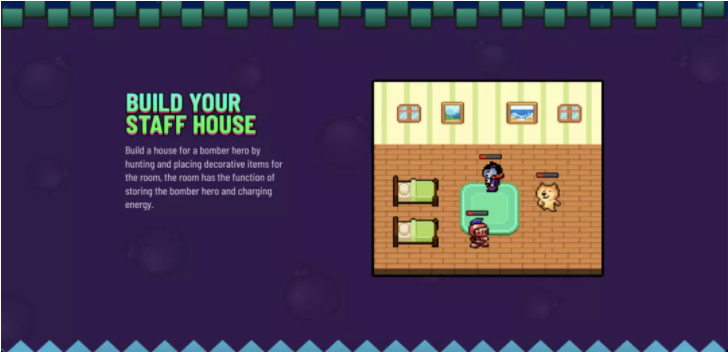 BUILD YOUR
STAFF HOUSE
Build a house for a bomber hero by
hunting and placing decorative items for
the room, the room has the function of
storing the bomber hero and charging
energy.